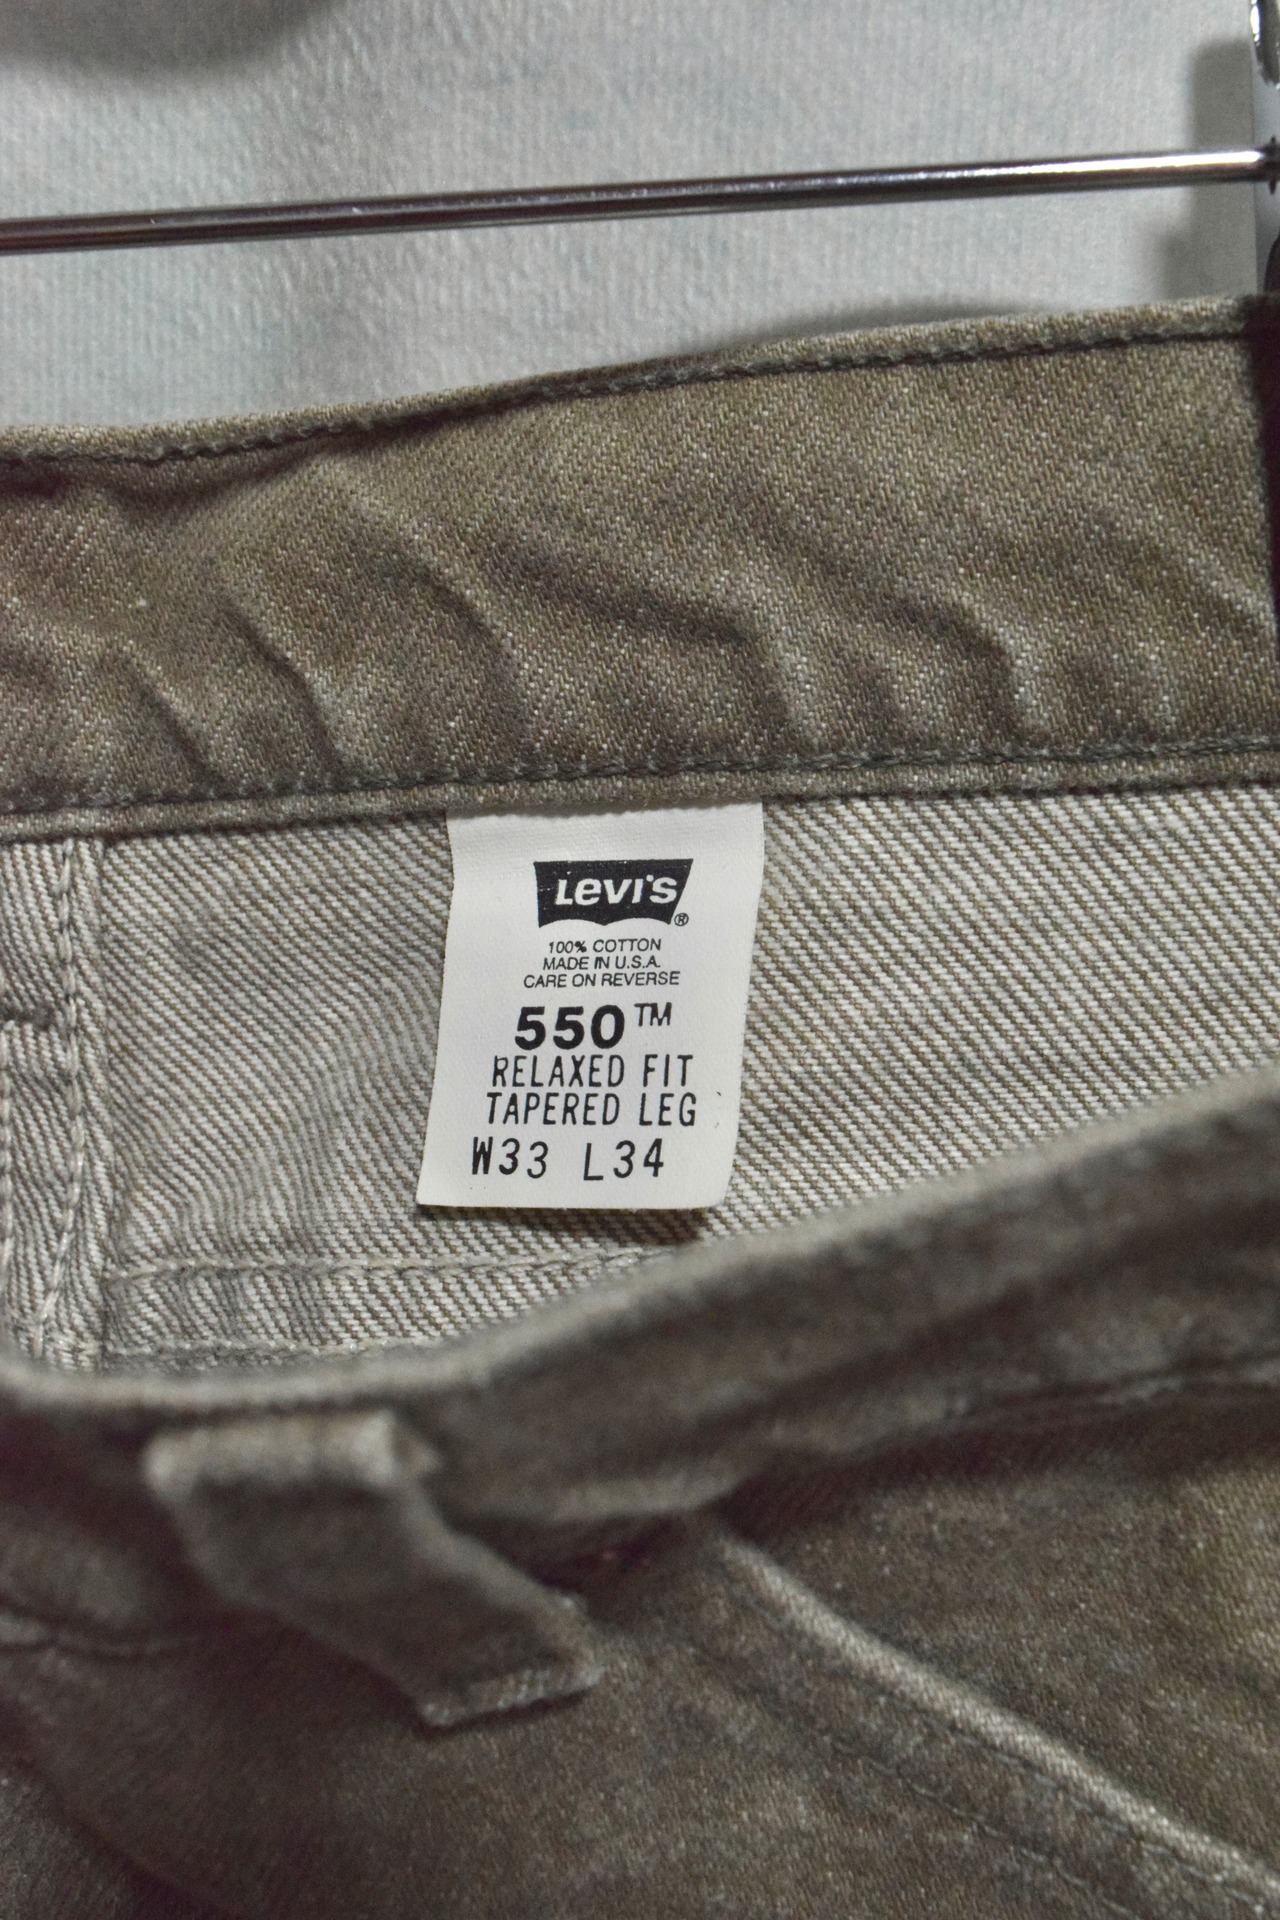 Levi's®
100% COTTON
MADE IN U.S.A.
CARE ON REVERSE
550™
RELAXED FIT
TAPERED LEG
W33 L34